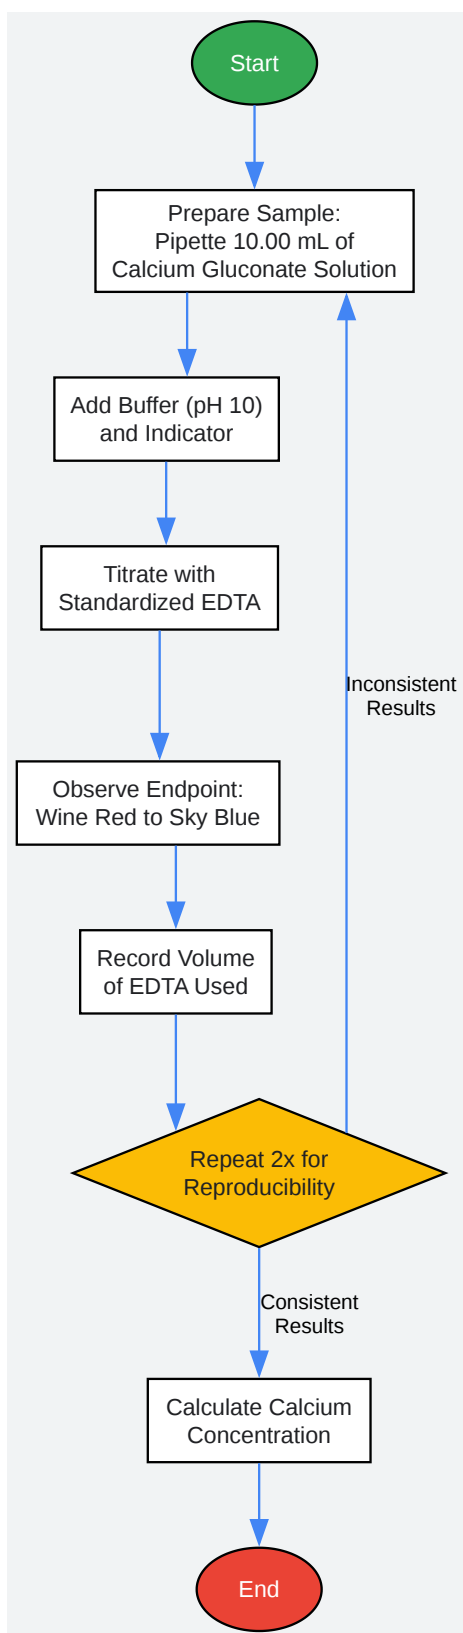 Start
Prepare Sample:
Pipette 10.00 mL of
Calcium Gluconate Solution
Add Buffer (pH 10)
and Indicator
Titrate with
Standardized EDTA
Inconsistent
Results
Observe Endpoint:
Wine Red to Sky Blue
Record Volume
of EDTA Used
Repeat 2x for
Reproducibility
Consistent
Results
Calculate Calcium
Concentration
End